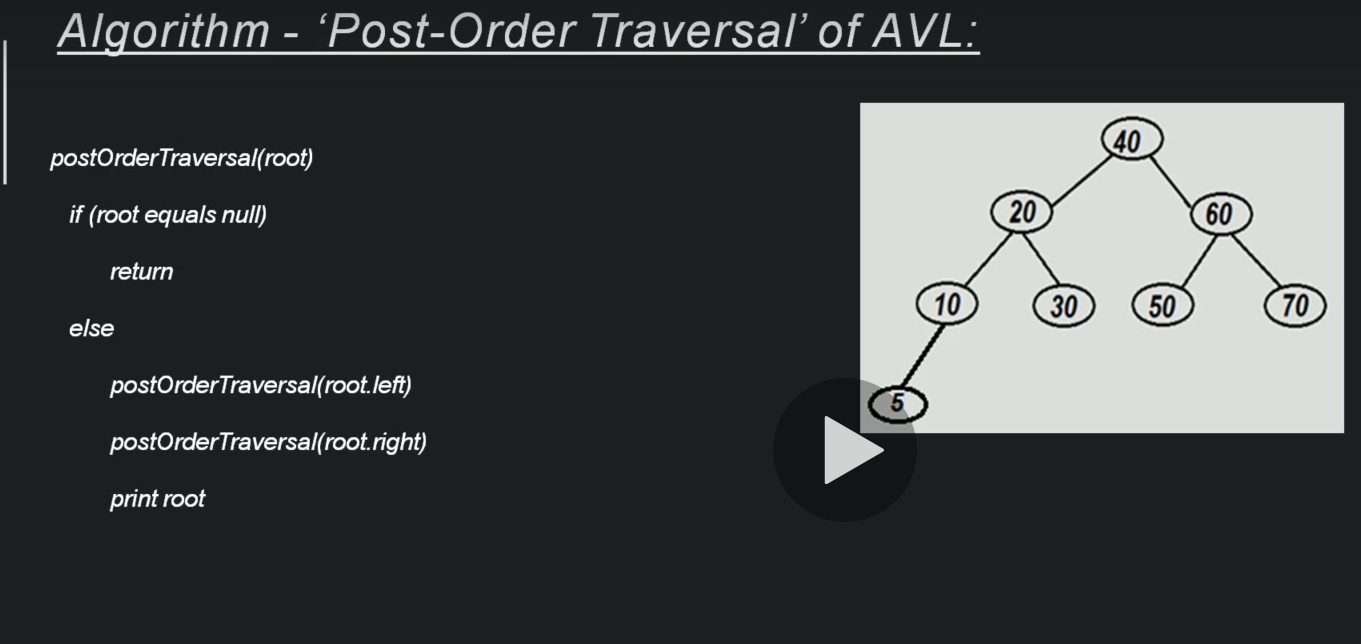 Algorithm - ‘Post-Order Traversal’ of AVL:
postOrderTraversal(root)
if (root equals null)
return
else
postOrderTraversal(root.left)
postOrderTraversal(root.right)
print root
40
20
60
10
30
50
70
5